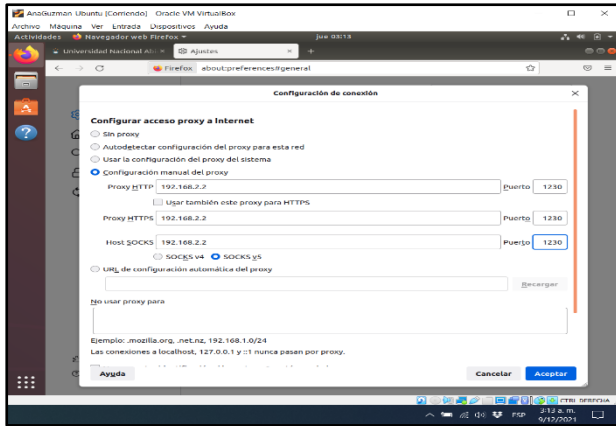 AnaGuzman Ubuntu [Corriendo] Oracle VM VirtualBox
Archivo Máquina Ver Entrada Dispositivos Ayuda
Actividades Navegador web Firefox jue 03:13
Universidad Nacional Ab Ajustes
Firefox about:preferences#general
Configuración de conexión
Configurar acceso proxy a Internet
Sin proxy
Autodetectar configuración del proxy para esta red
Usar la configuración del proxy del sistema
Configuración manual del proxy
Proxy HTTP 192.168.2.2 Puerto 1230
Usar también este proxy para HTTPS
Proxy HTTPS 192.168.2.2 Puerto 1230
Host SOCKS 192.168.2.2 Puerto 1230
SOCKS v4 SOCKS v5
URL de configuración automática del proxy
Recargar
No usar proxy para
Ejemplo: .mozilla.org, .net.nz, 192.168.1.0/24
Las conexiones a localhost, 127.0.0.1 y ::1 nunca pasan por proxy.
Ayuda Cancelar Aceptar
CTRL DERECHA
ESP 3:13 a. m.
9/12/2021